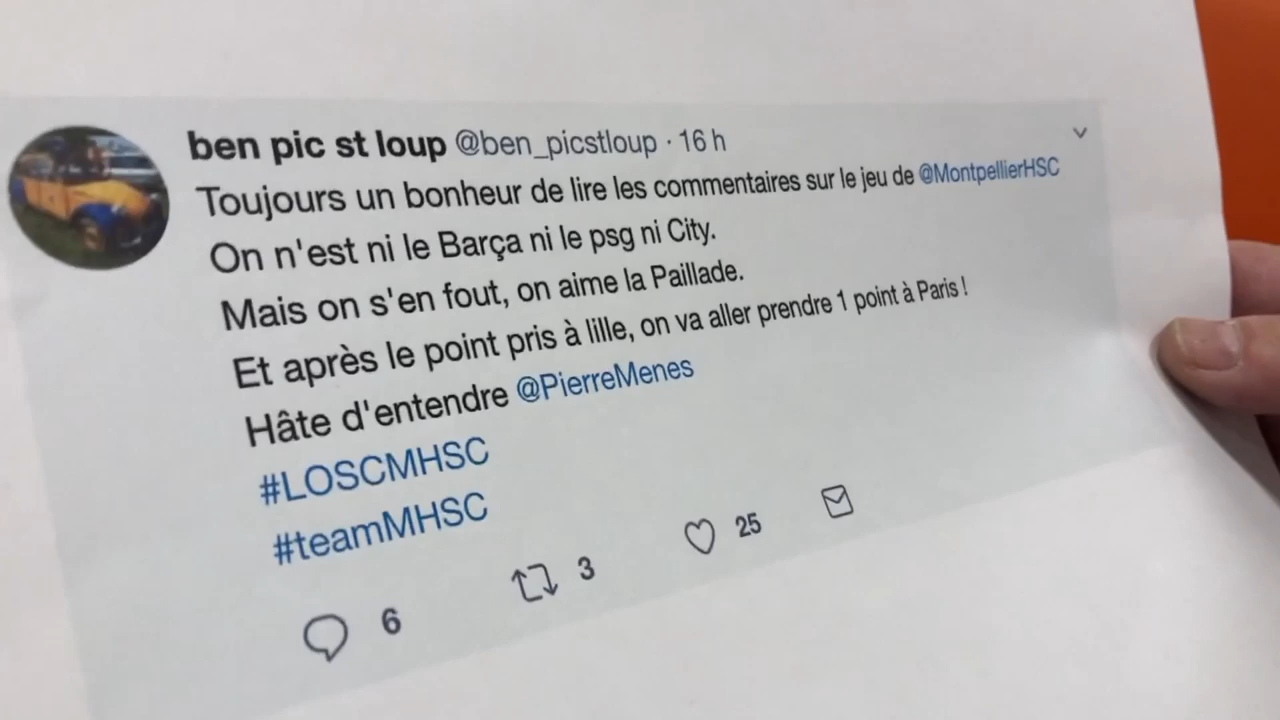 ben pic st loup @ben_picstloup · 16 h
Toujours un bonheur de lire les commentaires sur le jeu de @MontpellierHSC
On n'est ni le Barça ni le psg ni City.
Mais on s'en fout, on aime la Paillade.
Et après le point pris à lille, on va aller prendre 1 point à Paris !
Hâte d'entendre @PierreMenes
#LOSCMHSC
#teamMHSC
6 3 25